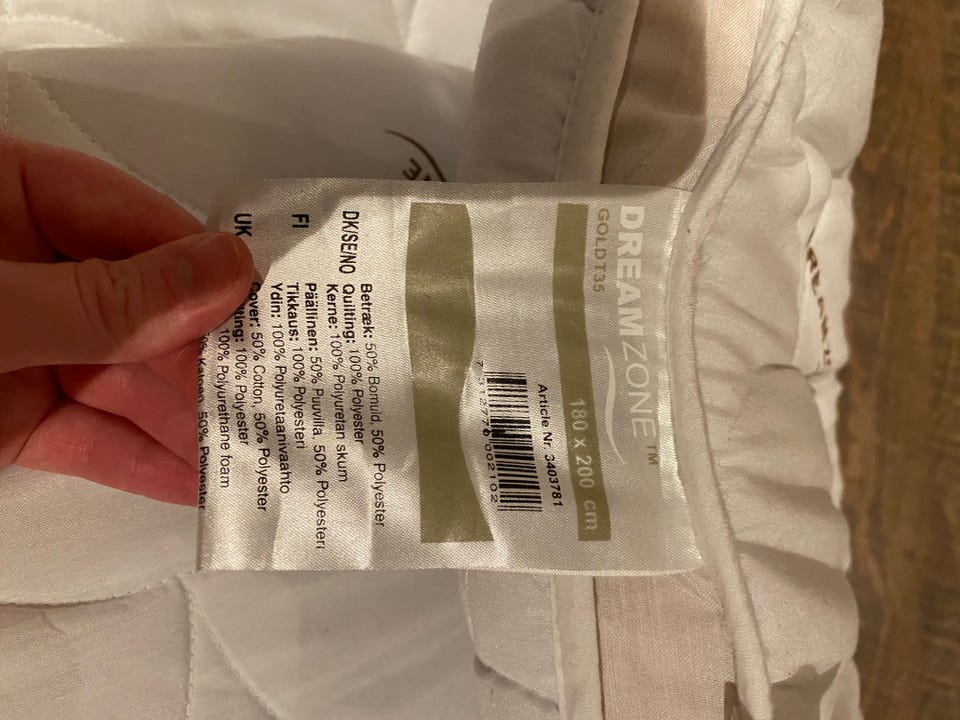 DREAMZONE™
GOLD T35
180 x 200 cm
Article Nr. 3403781
DK/SE/NO
Betræk: 50% Bomuld, 50% Polyester
Quilting: 100% Polyester
Kerne: 100% Polyuretan skum
FI
Päällinen: 50% Puuvilla, 50% Polyesteri
Tikkaus: 100% Polyesteri
Ydin: 100% Polyuretaanivaahto
UK
Cover: 50% Cotton, 50% Polyester
100% Polyester
100% Polyurethane foam
50% Polyester